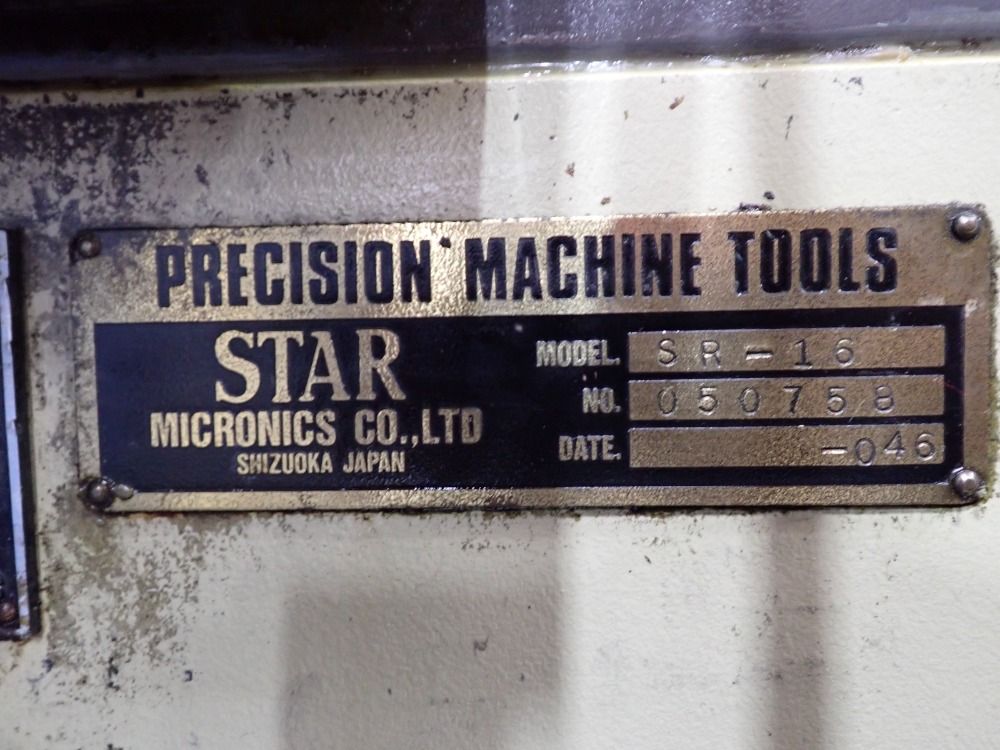 PRECISION MACHINE TOOLS
STAR
MICRONICS CO.,LTD
SHIZUOKA JAPAN
MODEL. SR-16
NO. 050758
DATE. -046